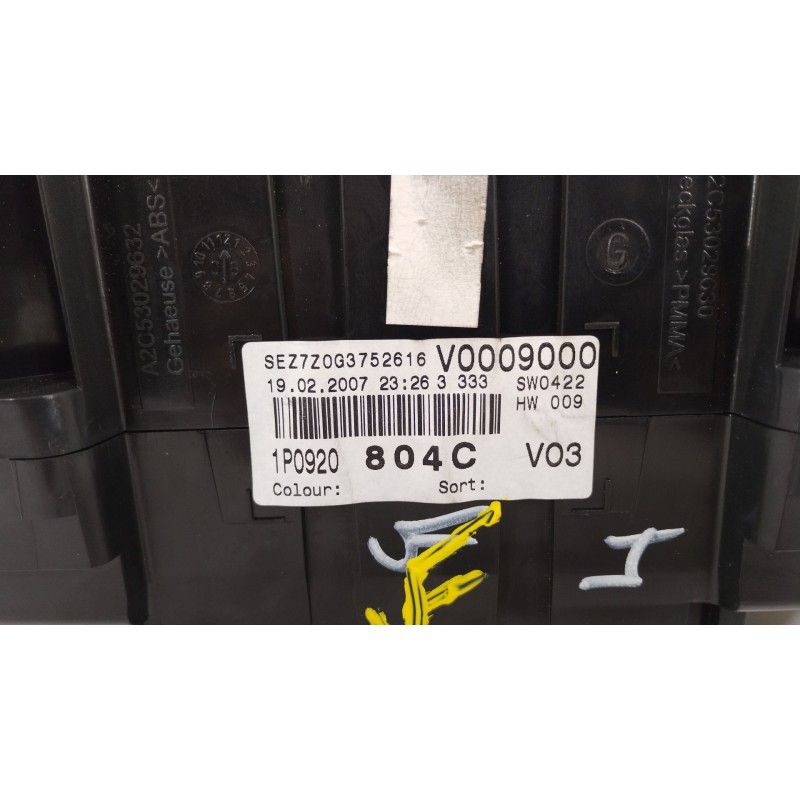 A2C53029632
Gehaeuse >ABS<
G
2C53029630
eckglas >PMMA<
SEZ7Z0G3752616 V0009000
19.02.2007 23:26 3 333 SW0422
HW 009
1P0920 804C V03
Colour: Sort: